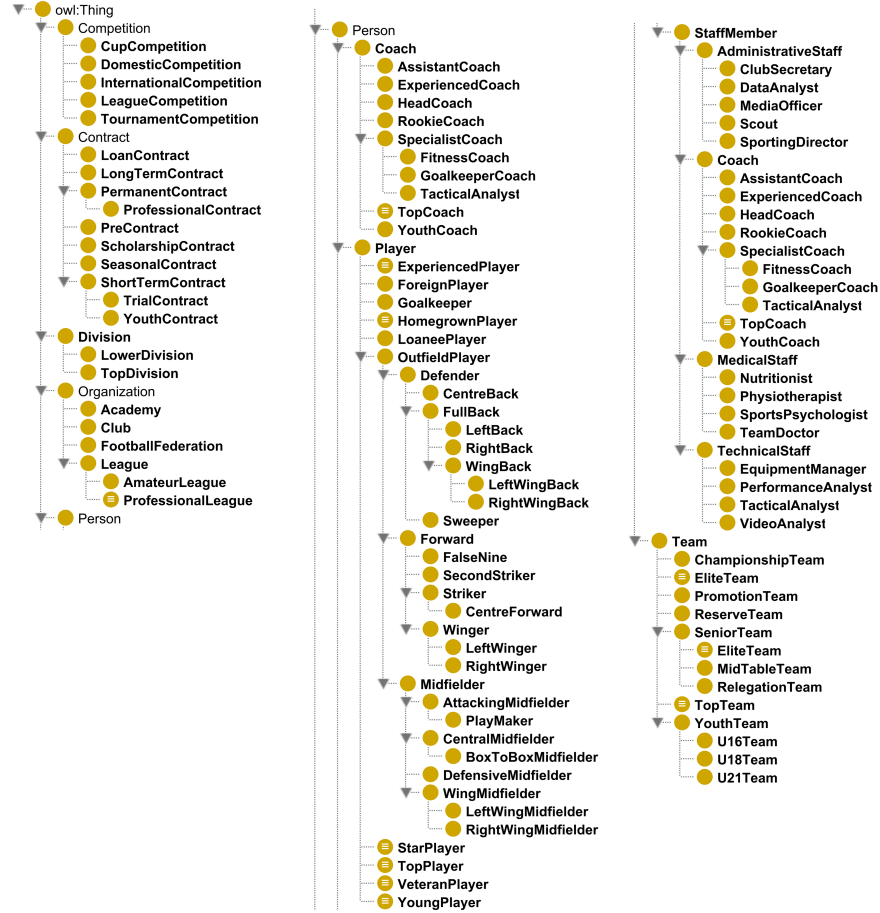 owl:Thing
Competition
CupCompetition
DomesticCompetition
InternationalCompetition
LeagueCompetition
TournamentCompetition
Contract
LoanContract
LongTermContract
PermanentContract
ProfessionalContract
PreContract
ScholarshipContract
SeasonalContract
ShortTermContract
TrialContract
YouthContract
Division
LowerDivision
TopDivision
Organization
Academy
Club
FootballFederation
League
AmateurLeague
ProfessionalLeague
Person
Person
Coach
AssistantCoach
ExperiencedCoach
HeadCoach
RookieCoach
SpecialistCoach
FitnessCoach
GoalkeeperCoach
TacticalAnalyst
TopCoach
YouthCoach
Player
ExperiencedPlayer
ForeignPlayer
Goalkeeper
HomegrownPlayer
LoaneePlayer
OutfieldPlayer
Defender
CentreBack
FullBack
LeftBack
RightBack
WingBack
LeftWingBack
RightWingBack
Sweeper
Forward
FalseNine
SecondStriker
Striker
CentreForward
Winger
LeftWinger
RightWinger
Midfielder
AttackingMidfielder
PlayMaker
CentralMidfielder
BoxToBoxMidfielder
DefensiveMidfielder
WingMidfielder
LeftWingMidfielder
RightWingMidfielder
StarPlayer
TopPlayer
VeteranPlayer
YoungPlayer
StaffMember
AdministrativeStaff
ClubSecretary
DataAnalyst
MediaOfficer
Scout
SportingDirector
Coach
AssistantCoach
ExperiencedCoach
HeadCoach
RookieCoach
SpecialistCoach
FitnessCoach
GoalkeeperCoach
TacticalAnalyst
TopCoach
YouthCoach
MedicalStaff
Nutritionist
Physiotherapist
SportsPsychologist
TeamDoctor
TechnicalStaff
EquipmentManager
PerformanceAnalyst
TacticalAnalyst
VideoAnalyst
Team
ChampionshipTeam
EliteTeam
PromotionTeam
ReserveTeam
SeniorTeam
EliteTeam
MidTableTeam
RelegationTeam
TopTeam
YouthTeam
U16Team
U18Team
U21Team